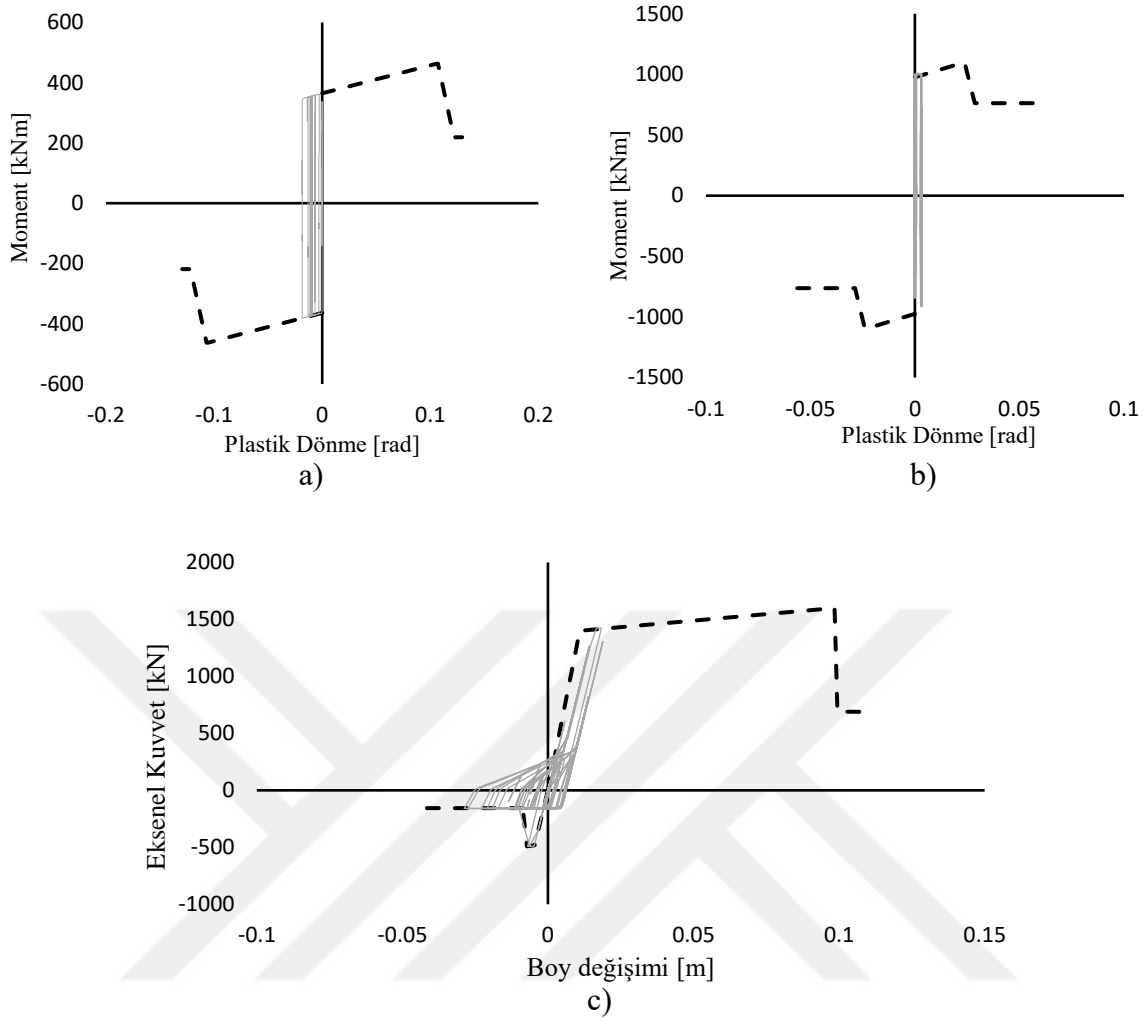 600
400
200
0
-200
-400
-600
Moment [kNm]
-0.2 -0.1 0 0.1 0.2
Plastik Dönme [rad]
a)
1500
1000
500
0
-500
-1000
-1500
Moment [kNm]
-0.1 -0.05 0 0.05 0.1
Plastik Dönme [rad]
b)
2000
1500
1000
500
0
-500
-1000
Eksenel Kuvvet [kN]
-0.1 -0.05 0 0.05 0.1 0.15
Boy değişimi [m]
c)